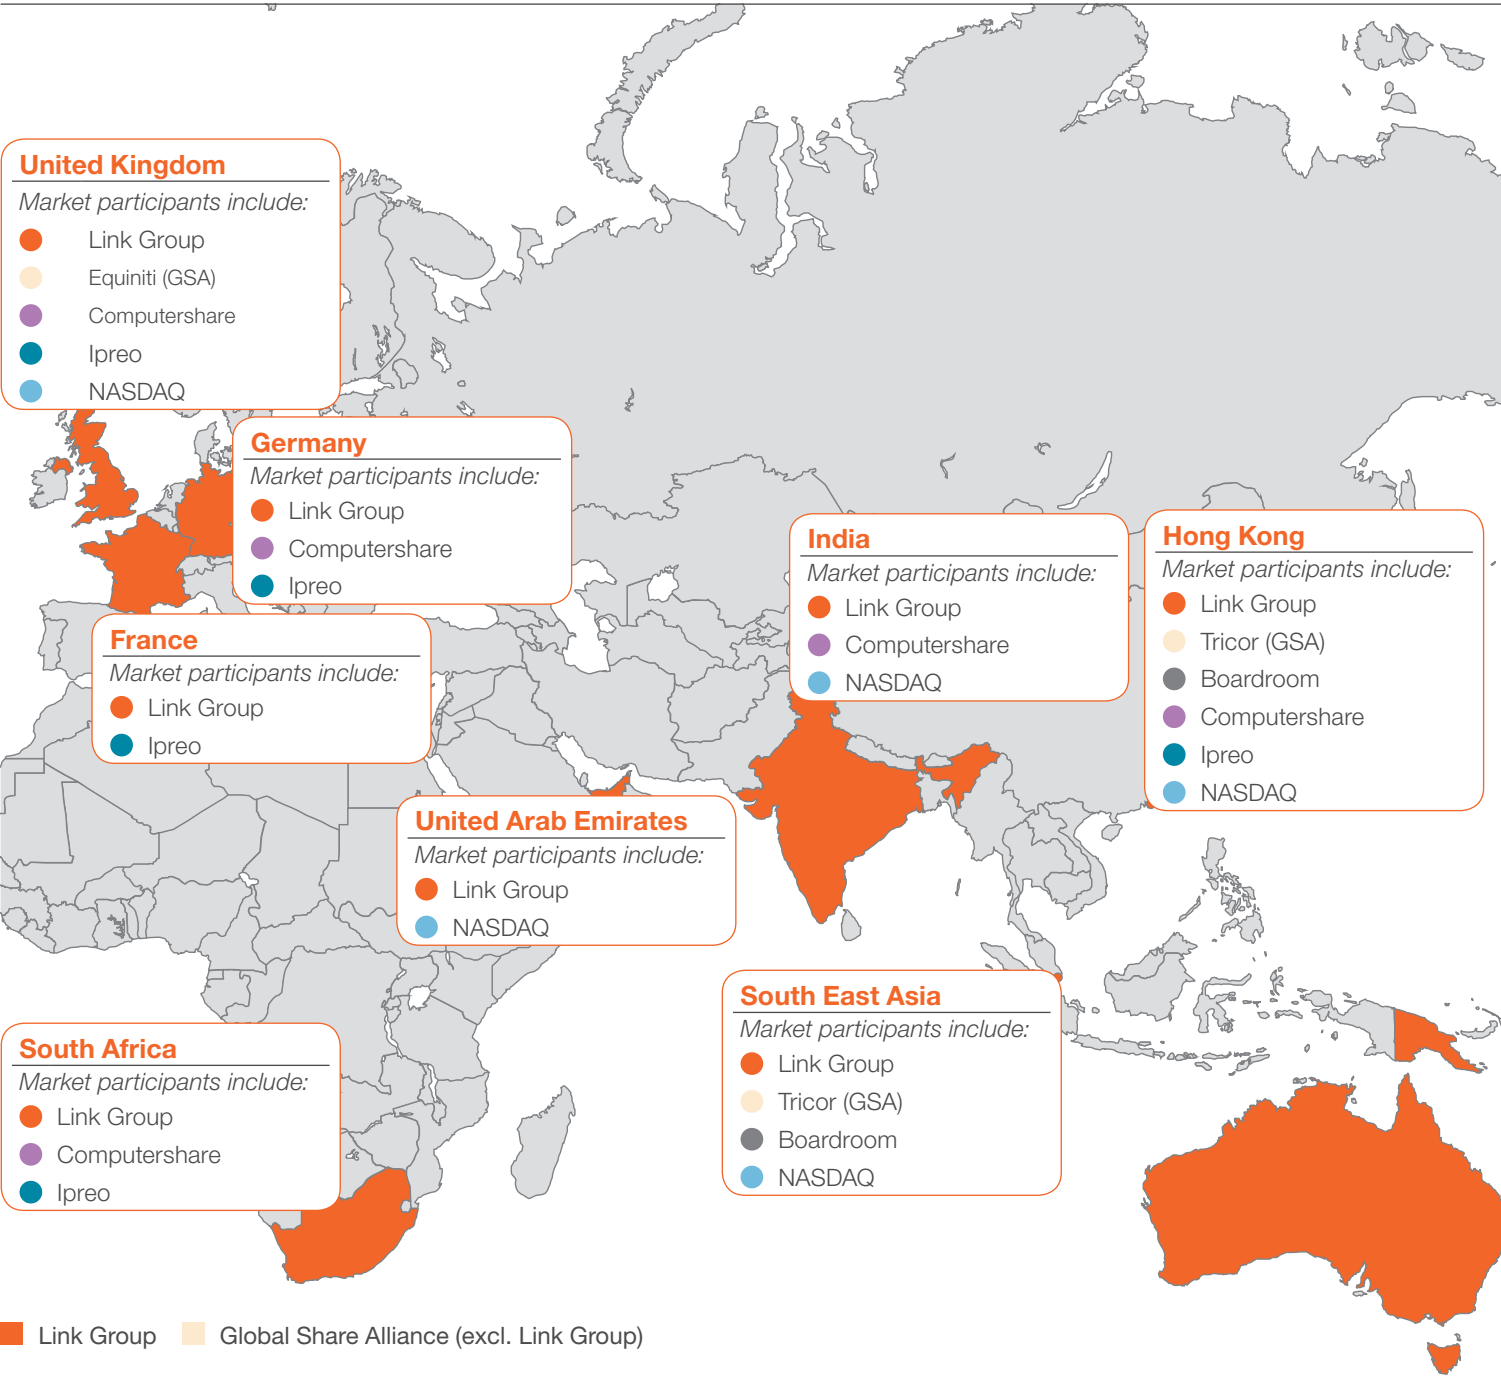 United Kingdom
Market participants include:
Link Group
Equiniti (GSA)
Computershare
Ipreo
NASDAQ
Germany
Market participants include:
Link Group
Computershare
Ipreo
France
Market participants include:
Link Group
Ipreo
India
Market participants include:
Link Group
Computershare
NASDAQ
Hong Kong
Market participants include:
Link Group
Tricor (GSA)
Boardroom
Computershare
Ipreo
NASDAQ
United Arab Emirates
Market participants include:
Link Group
NASDAQ
South East Asia
Market participants include:
Link Group
Tricor (GSA)
Boardroom
NASDAQ
South Africa
Market participants include:
Link Group
Computershare
Ipreo
Link Group Global Share Alliance (excl. Link Group)